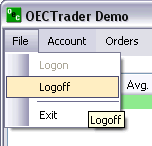 OECTrader Demo
File Account Orders
Logon
Logoff
Avg.
Exit
Logoff